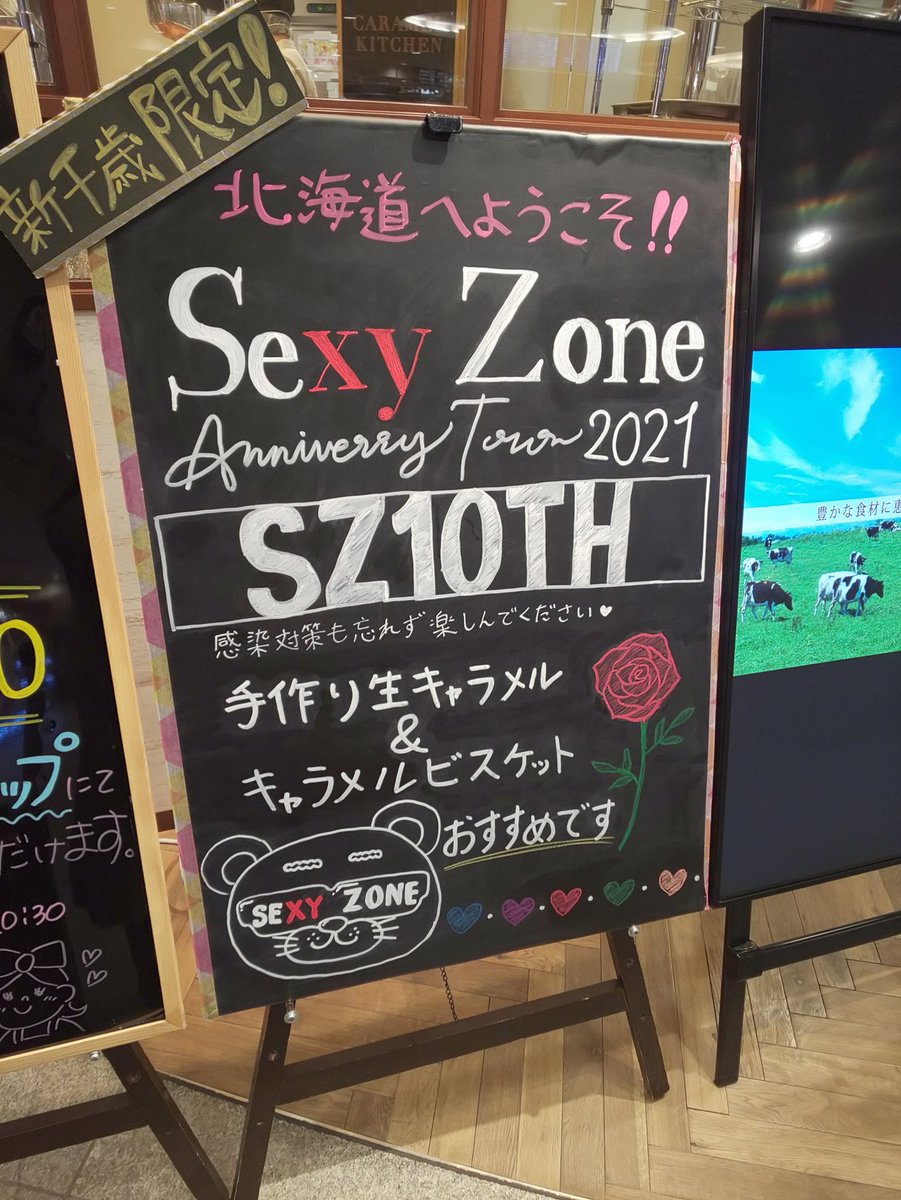 CARAMEL
KITCHEN
新千歳限定!
北海道へようこそ!!
Sexy Zone
Anniverry Toron 2021
SZ10TH
感染対策も忘れず楽しんでください♥
手作り生キャラメル
&
キャラメルビスケット
おすすめです
SEXY ZONE
ップにて
だけます。
0:30
豊かな食材に恵